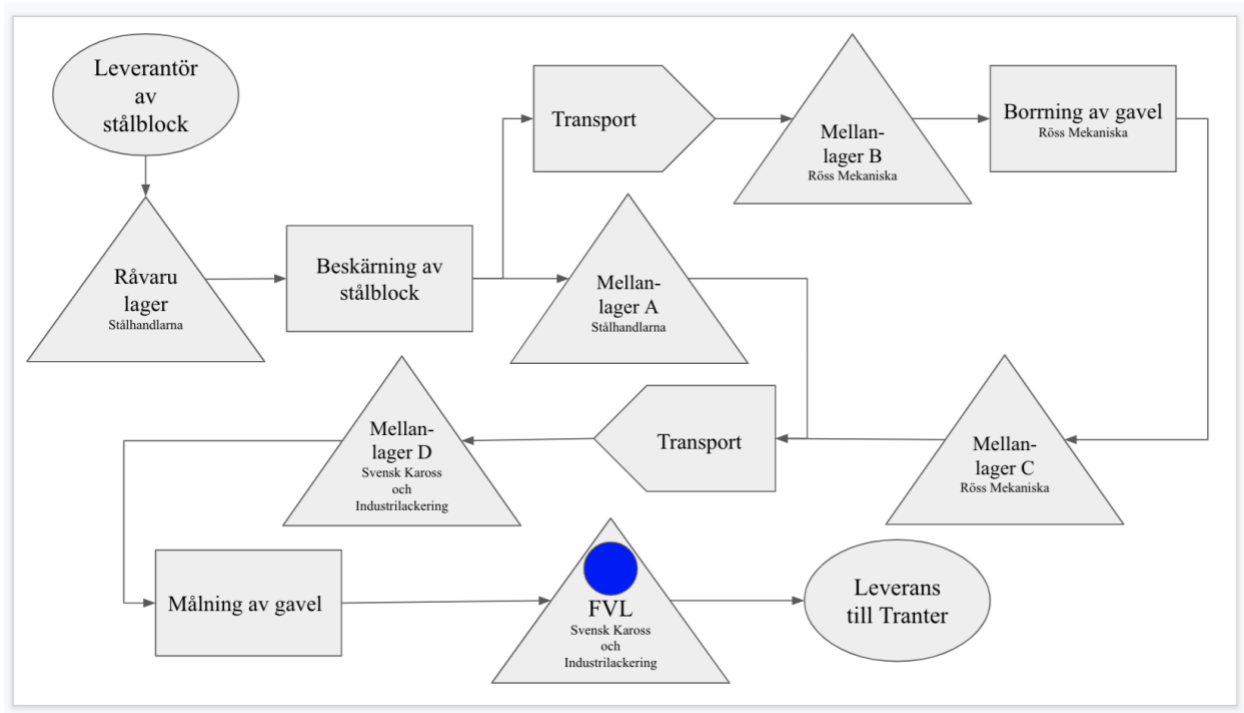 Leverantör
av
stålblock
Transport
Mellan-
lager B
Röss Mekaniska
Borrning av gavel
Röss Mekaniska
Råvaru
lager
Stålhandlarna
Beskärning av
stålblock
Mellan-
lager A
Stålhandlarna
Mellan-
lager D
Svensk Kaross
och
Industrilackering
Transport
Mellan-
lager C
Röss Mekaniska
Målning av gavel
FVL
Svensk Kaross
och
Industrilackering
Leverans
till Tranter